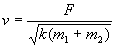 v = F / √(k(m₁ + m₂))